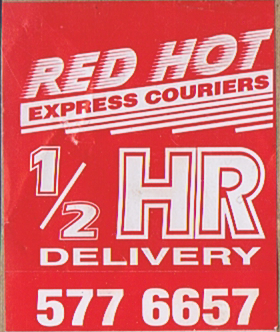 RED HOT
EXPRESS COURIERS
1/2 HR
DELIVERY
577 6657